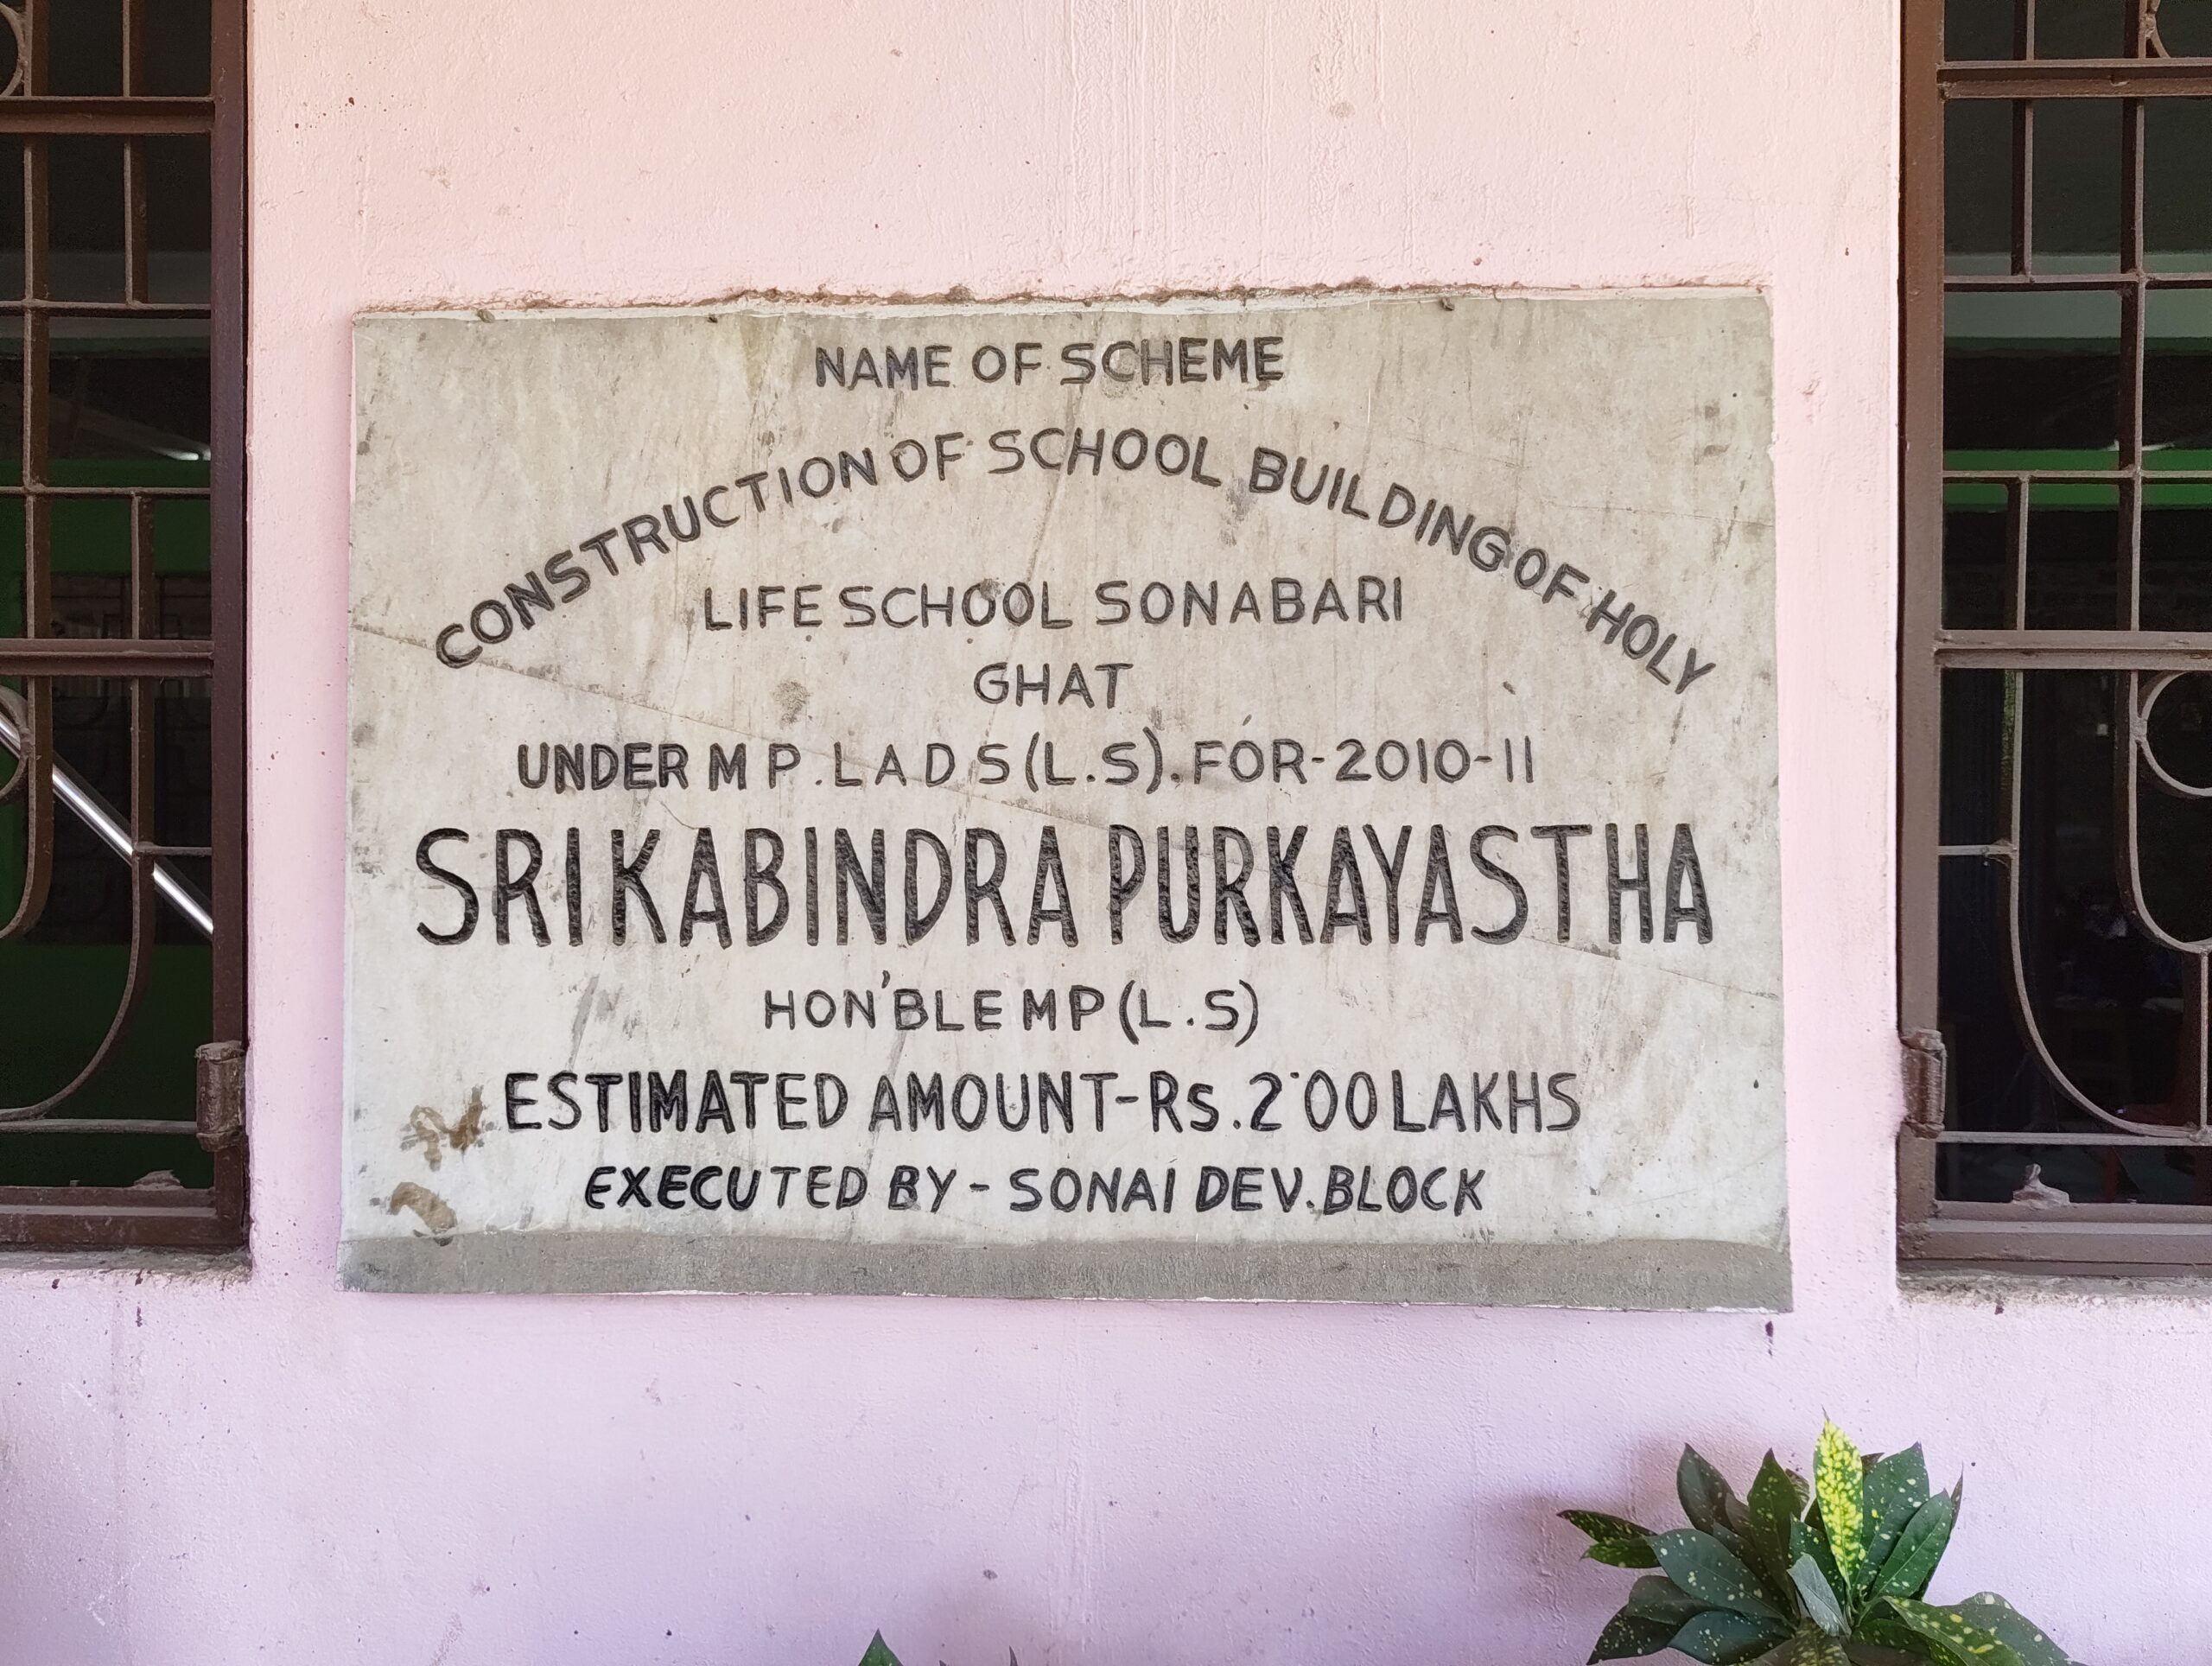 NAME OF SCHEME
CONSTRUCTION OF SCHOOL BUILDING OF HOLY
LIFE SCHOOL SONABARI
GHAT
UNDER M P . L A D S (L.S). FOR-2010-11
SRI KABINDRA PURKAYASTHA
HON'BLE MP (L.S)
ESTIMATED AMOUNT-Rs.2·00 LAKHS
EXECUTED BY - SONAI DEV. BLOCK